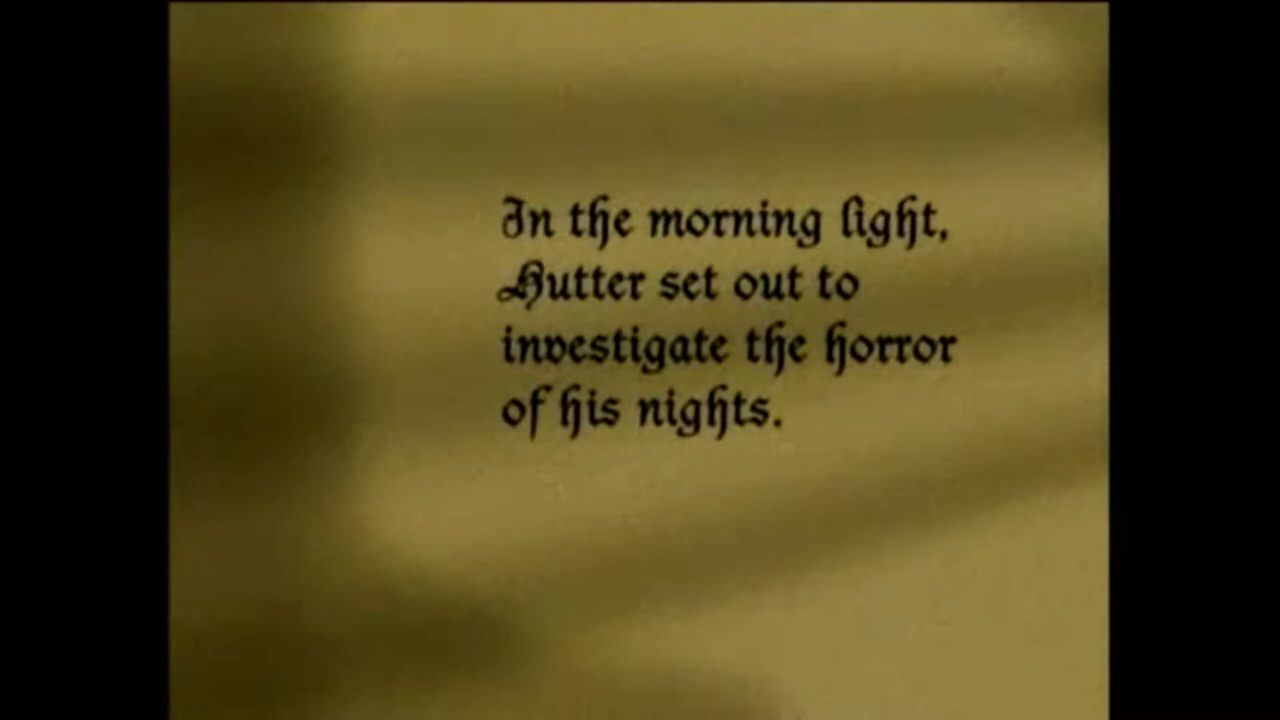 In the morning light,
Hutter set out to
investigate the horror
of his nights.